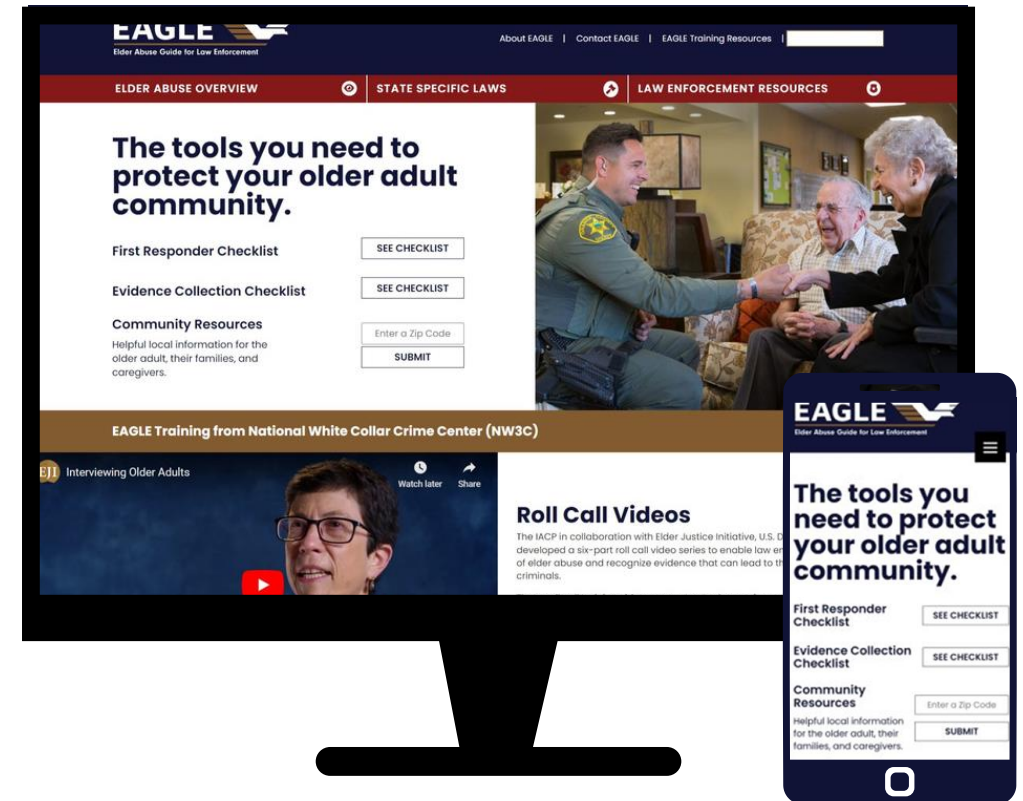 EAGLE
Elder Abuse Guide for Law Enforcement
About EAGLE | Contact EAGLE | EAGLE Training Resources |
ELDER ABUSE OVERVIEW
STATE SPECIFIC LAWS
LAW ENFORCEMENT RESOURCES
The tools you need to
protect your older adult
community.
First Responder Checklist
SEE CHECKLIST
Evidence Collection Checklist
SEE CHECKLIST
Community Resources
Helpful local information for the
older adult, their families, and
caregivers.
Enter a Zip Code
SUBMIT
EAGLE Training from National White Collar Crime Center (NW3C)
EJI
Interviewing Older Adults
Watch later
Share
Roll Call Videos
The IACP in collaboration with Elder Justice Initiative, U.S. D
developed a six-part roll call video series to enable law en
of elder abuse and recognize evidence that can lead to th
criminals.
EAGLE
Elder Abuse Guide for Law Enforcement
The tools you
need to protect
your older adult
community.
First Responder
Checklist
SEE CHECKLIST
Evidence Collection
Checklist
SEE CHECKLIST
Community
Resources
Helpful local information
for the older adult, their
families, and caregivers.
Enter a Zip Code
SUBMIT